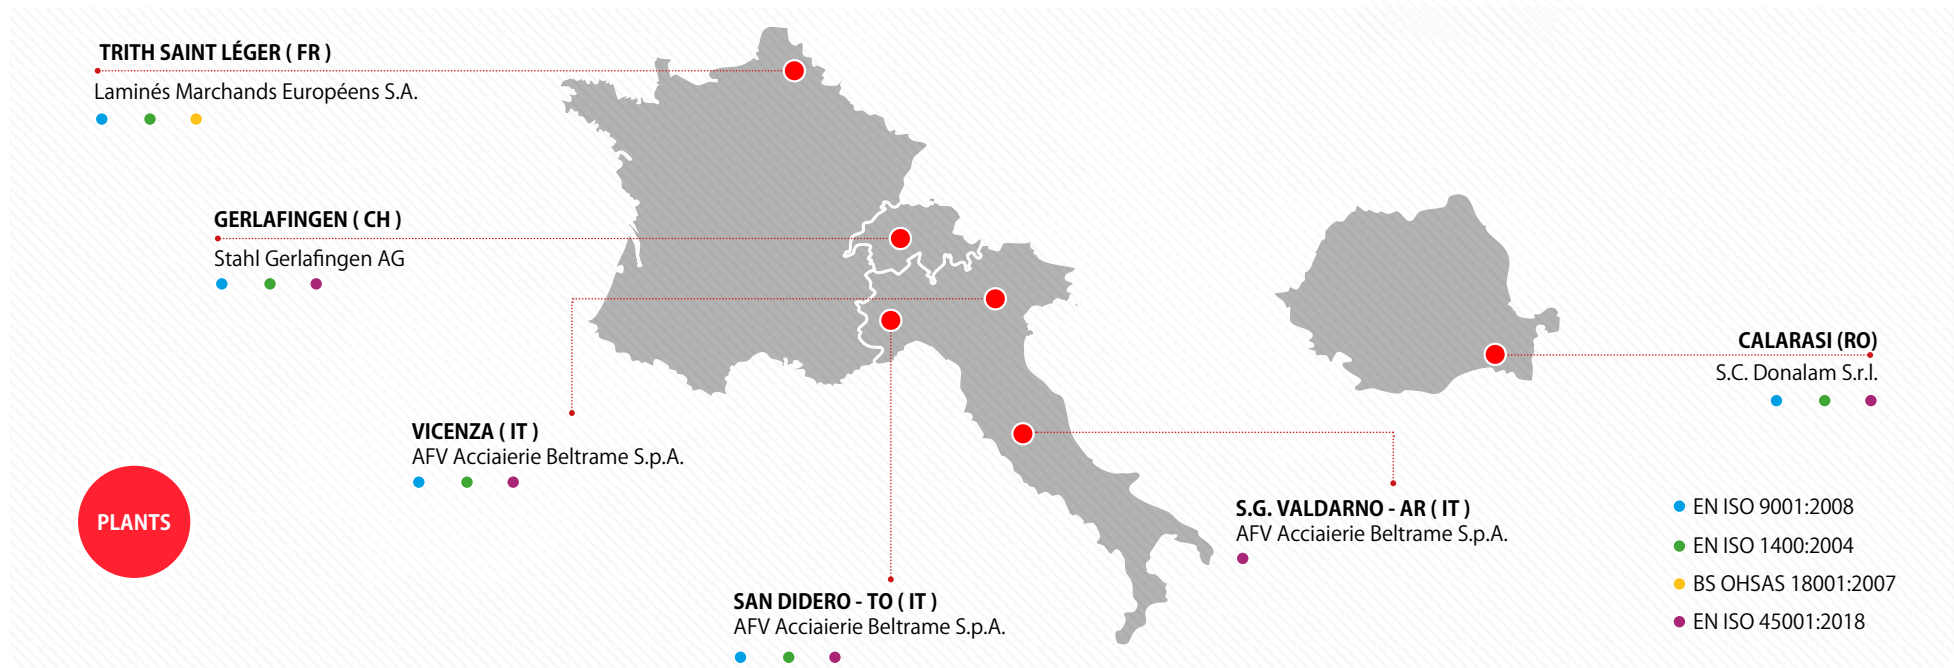 TRITH SAINT LÉGER ( FR )
Laminés Marchands Européens S.A.
GERLAFINGEN ( CH )
Stahl Gerlafingen AG
VICENZA ( IT )
AFV Acciaierie Beltrame S.p.A.
PLANTS
SAN DIDERO - TO ( IT )
AFV Acciaierie Beltrame S.p.A.
S.G. VALDARNO - AR ( IT )
AFV Acciaierie Beltrame S.p.A.
CALARASI (RO)
S.C. Donalam S.r.l.
EN ISO 9001:2008
EN ISO 1400:2004
BS OHSAS 18001:2007
EN ISO 45001:2018